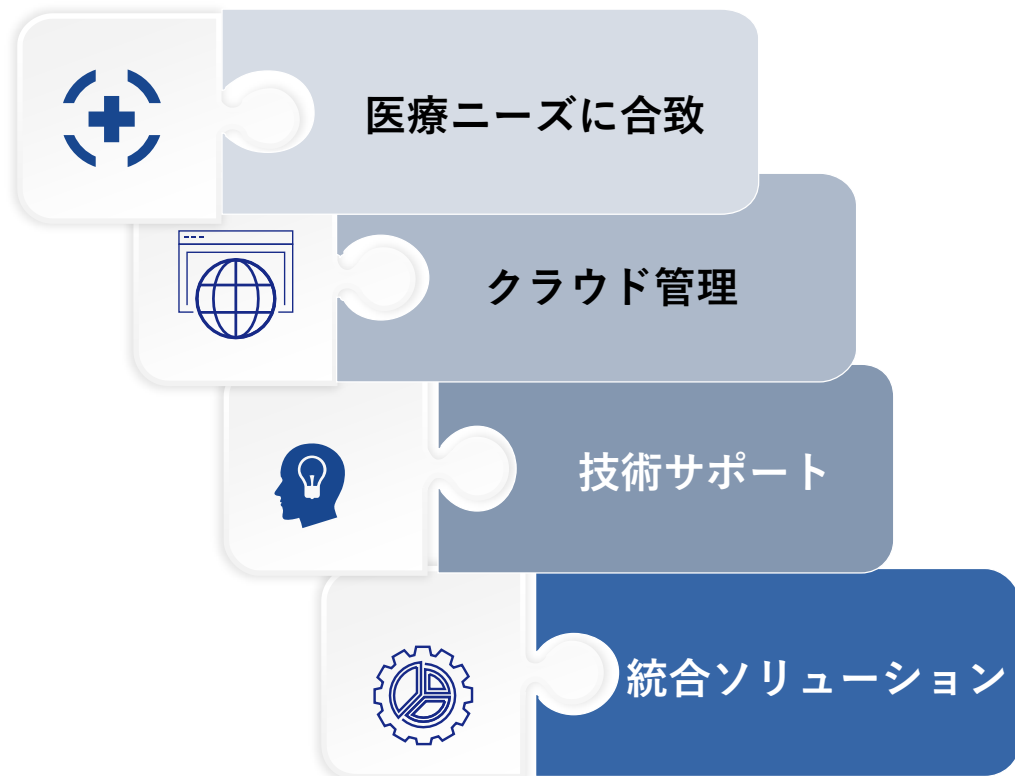 医療ニーズに合致
クラウド管理
技術サポート
統合ソリューション